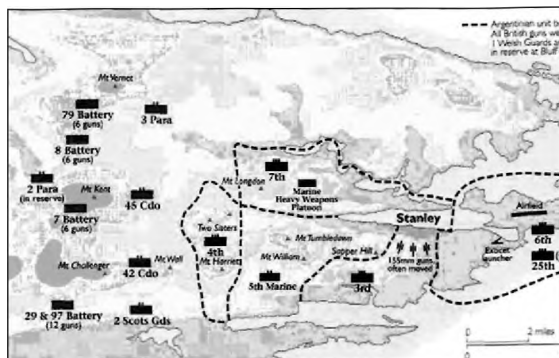 Argentinian unit b
All British guns we
1 Welsh Guards a
in reserve at Bluff
Mt Vernet
79 Battery
(6 guns)
3 Para
8 Battery
(6 guns)
2 Para
(in reserve)
Mt Kent
7 Battery
(6 guns)
45 Cdo
Mt Longdon
7th
Marine
Heavy Weapons
Platoon
Stanley
Airfield
6th
25th
Exocet
launcher
Two Sisters
4th
Mt Harriet
Mt Tumbledown
Mt William
Sapper Hill
155mm guns
often moved
Mt Challenger
Mt Wall
42 Cdo
5th Marine
3rd
29 & 97 Battery
(12 guns)
2 Scots Gds
0
2 miles
0